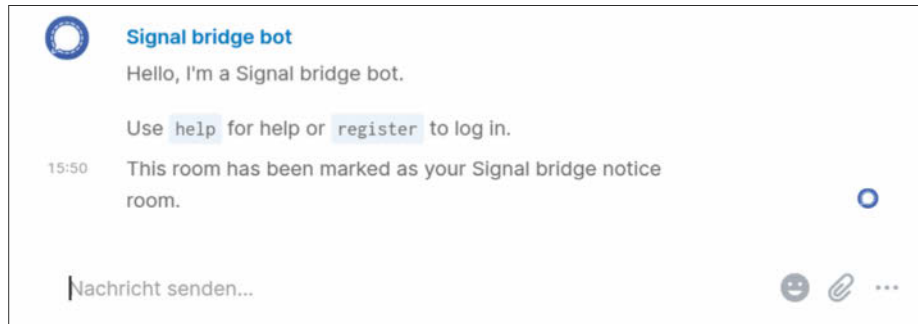 Signal bridge bot
Hello, I'm a Signal bridge bot.
Use help for help or register to log in.
15:50 This room has been marked as your Signal bridge notice
room.
Nachricht senden...